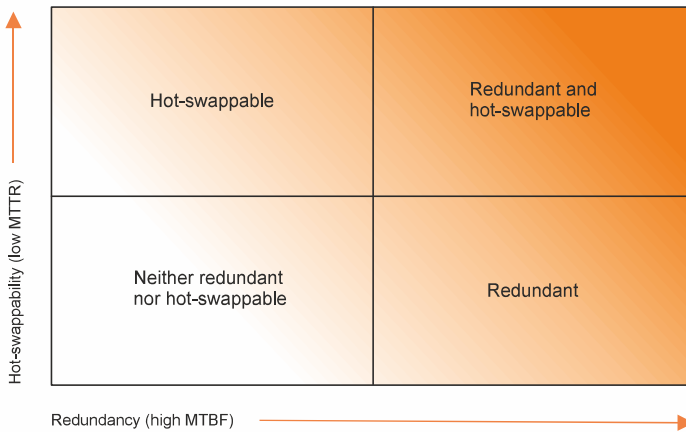 Hot-swappable
Redundant and
hot-swappable
Neither redundant
nor hot-swappable
Redundant
Hot-swappability (low MTTR)
Redundancy (high MTBF)